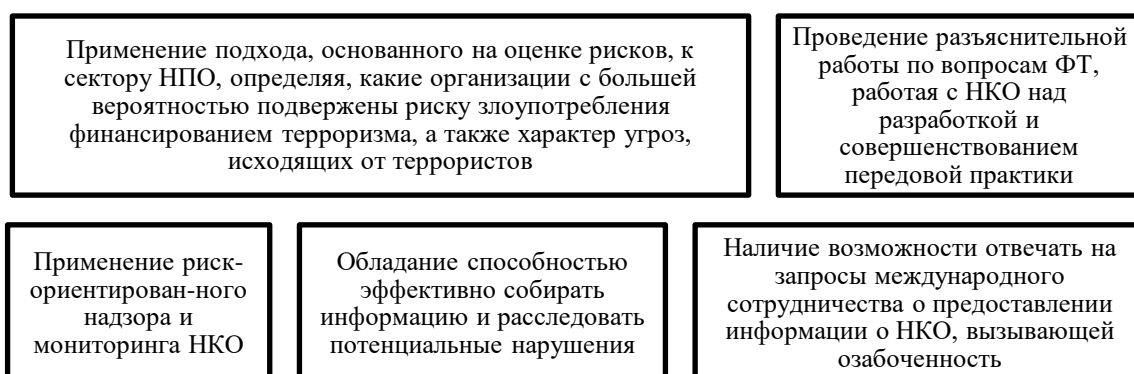 Применение подхода, основанного на оценке рисков, к
сектору НПО, определяя, какие организации с большей
вероятностью подвержены риску злоупотребления
финансированием терроризма, а также характер угроз,
исходящих от террористов
Проведение разъяснительной
работы по вопросам ФТ,
работая с НКО над
разработкой и
совершенствованием
передовой практики
Применение риск-
ориентирован-ного
надзора и
мониторинга НКО
Обладание способностью
эффективно собирать
информацию и расследовать
потенциальные нарушения
Наличие возможности отвечать на
запросы международного
сотрудничества о предоставлении
информации о НКО, вызывающей
озабоченность